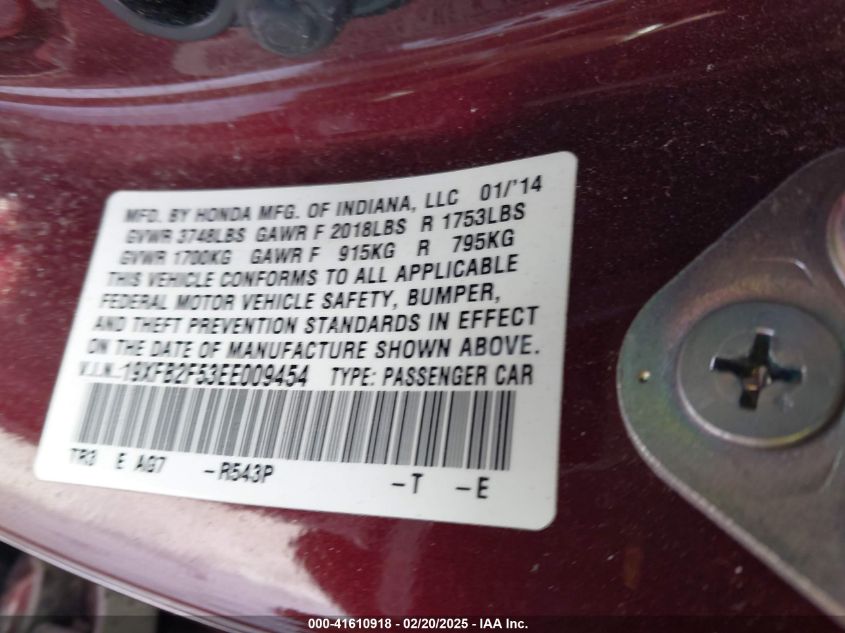 MFD. BY HONDA MFG. OF INDIANA, LLC 01/'14
GVWR 3748LBS GAWR F 2018LBS R 1753LBS
GVWR 1700KG GAWR F 915KG R 795KG
THIS VEHICLE CONFORMS TO ALL APPLICABLE
FEDERAL MOTOR VEHICLE SAFETY, BUMPER,
AND THEFT PREVENTION STANDARDS IN EFFECT
ON THE DATE OF MANUFACTURE SHOWN ABOVE.
V.I.N.:19XFB2F53EE009454 TYPE: PASSENGER CAR
TR3 E AG7 -R543P -T -E
000-41610918 - 02/20/2025 - IAA Inc.